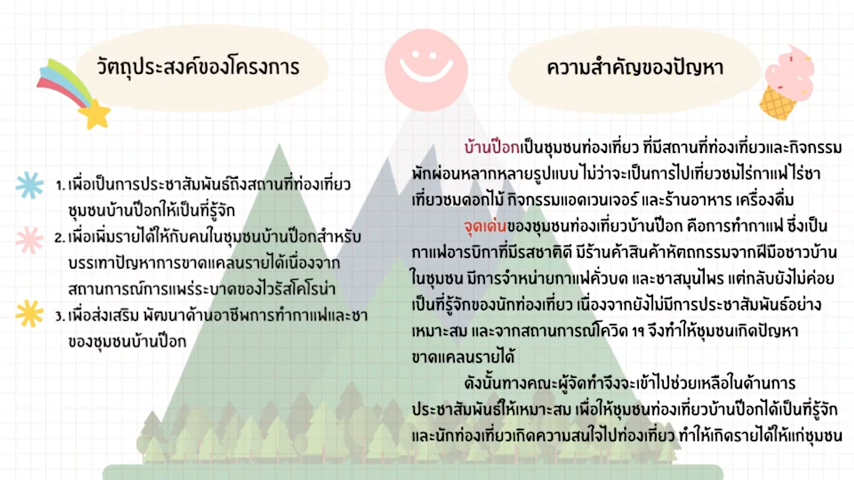 วัตถุประสงค์ของโครงการ
1. เพื่อเป็นการประชาสัมพันธ์ถึงสถานที่ท่องเที่ยว
ชุมชนบ้านป๊อกให้เป็นที่รู้จัก
2. เพื่อเพิ่มรายได้ให้กับคนในชุมชนบ้านป๊อกสำหรับ
บรรเทาปัญหาการขาดแคลนรายได้เนื่องจาก
สถานการณ์การแพร่ระบาดของไวรัสโคโรน่า
3. เพื่อส่งเสริม พัฒนาด้านอาชีพการทำกาแฟและชา
ของชุมชนบ้านป๊อก
ความสำคัญของปัญหา
บ้านป๊อกเป็นชุมชนท่องเที่ยว ที่มีสถานที่ท่องเที่ยวและกิจกรรม
พักผ่อนหลากหลายรูปแบบ ไม่ว่าจะเป็นการไปเที่ยวชมไร่กาแฟ ไร่ชา
เที่ยวชมดอกไม้ กิจกรรมแอดเวนเจอร์ และร้านอาหาร เครื่องดื่ม
จุดเด่นของชุมชนท่องเที่ยวบ้านป๊อก คือการทำกาแฟ ซึ่งเป็น
กาแฟอารบิกาที่มีรสชาติดี มีร้านค้าสินค้าหัตถกรรมจากฝีมือชาวบ้าน
ในชุมชน มีการจำหน่ายกาแฟคั่วบด และชาสมุนไพร แต่กลับยังไม่ค่อย
เป็นที่รู้จักของนักท่องเที่ยว เนื่องจากยังไม่มีการประชาสัมพันธ์อย่าง
เหมาะสม และจากสถานการณ์โควิด 19 จึงทำให้ชุมชนเกิดปัญหา
ขาดแคลนรายได้
ดังนั้นทางคณะผู้จัดทำจึงจะเข้าไปช่วยเหลือในด้านการ
ประชาสัมพันธ์ให้เหมาะสม เพื่อให้ชุมชนท่องเที่ยวบ้านป๊อกได้เป็นที่รู้จัก
และนักท่องเที่ยวเกิดความสนใจไปท่องเที่ยว ทำให้เกิดรายได้ให้แก่ชุมชน